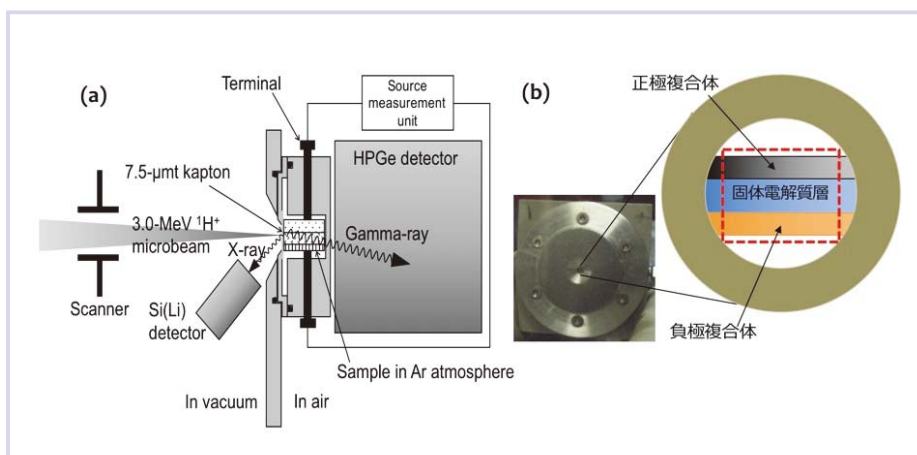 (a)
Terminal
Source
measurement
unit
7.5-μmt kapton
HPGe detector
3.0-MeV ¹H⁺
microbeam
X-ray
Gamma-ray
Scanner
Si(Li)
detector
Sample in Ar atmosphere
In vacuum
In air
(b)
正極複合体
固体電解質層
負極複合体